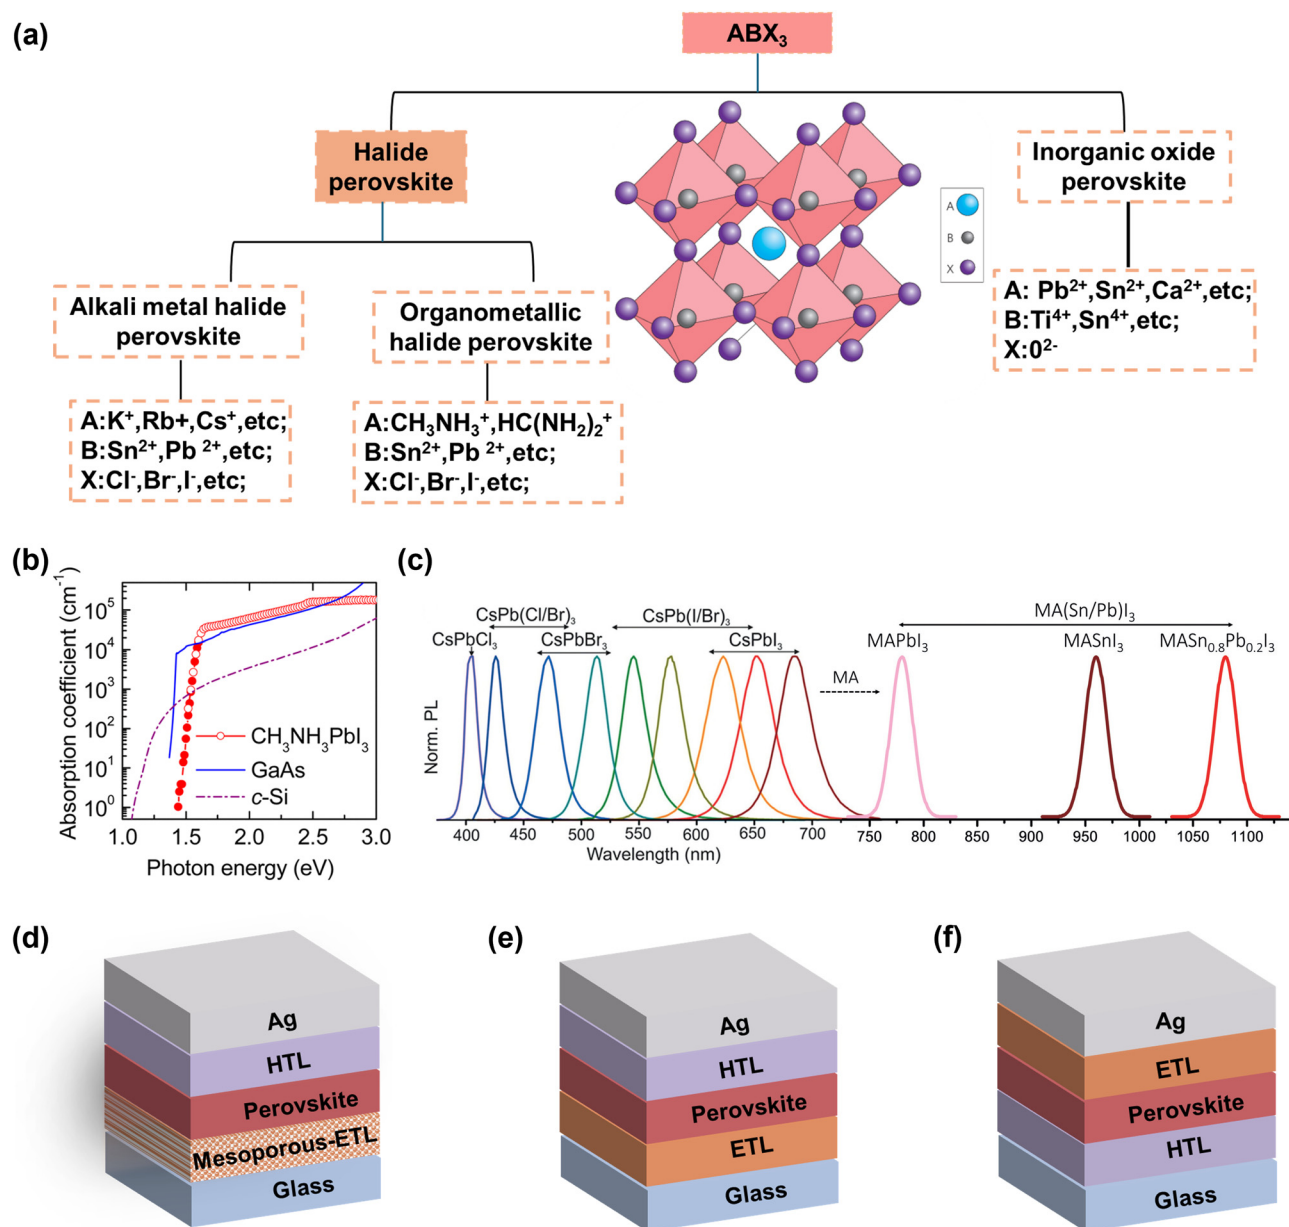 (a)
ABX₃
Halide
perovskite
Inorganic oxide
perovskite
A
B
X
Alkali metal halide
perovskite
Organometallic
halide perovskite
A: Pb²⁺,Sn²⁺,Ca²⁺,etc;
B:Ti⁴⁺,Sn⁴⁺,etc;
X:0²⁻
A:K⁺,Rb+,Cs⁺,etc;
B:Sn²⁺,Pb ²⁺,etc;
X:Cl⁻,Br⁻,I⁻,etc;
A:CH₃NH₃⁺,HC(NH₂)₂⁺
B:Sn²⁺,Pb ²⁺,etc;
X:Cl⁻,Br⁻,I⁻,etc;
(b)
Absorption coefficient (cm⁻¹)
10⁵
10⁴
10³
10²
10¹
10⁰
CH₃NH₃PbI₃
GaAs
c-Si
1.0 1.5 2.0 2.5 3.0
Photon energy (eV)
(c)
CsPb(Cl/Br)₃ CsPb(I/Br)₃ MA(Sn/Pb)I₃
CsPbCl₃ CsPbBr₃ CsPbI₃ MAPbI₃ MASnI₃ MASn₀.₈Pb₀.₂I₃
MA
Norm. PL
400 450 500 550 600 650 700 750 800 850 900 950 1000 1050 1100
Wavelength (nm)
(d)
Ag
HTL
Perovskite
Mesoporous-ETL
Glass
(e)
Ag
HTL
Perovskite
ETL
Glass
(f)
Ag
ETL
Perovskite
HTL
Glass